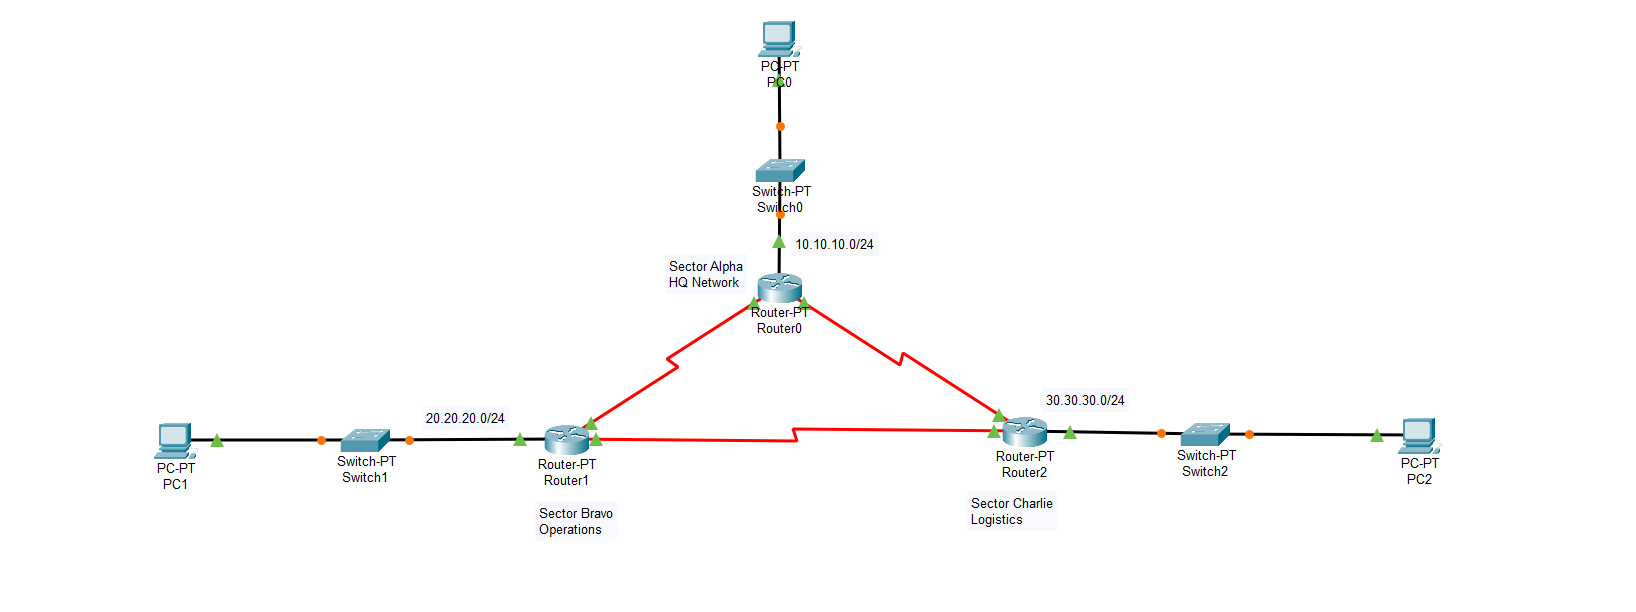 PC-PT
PC0
Switch-PT
Switch0
10.10.10.0/24
Sector Alpha
HQ Network
Router-PT
Router0
20.20.20.0/24
30.30.30.0/24
PC-PT
PC1
Switch-PT
Switch1
Router-PT
Router1
Router-PT
Router2
Switch-PT
Switch2
PC-PT
PC2
Sector Bravo
Operations
Sector Charlie
Logistics